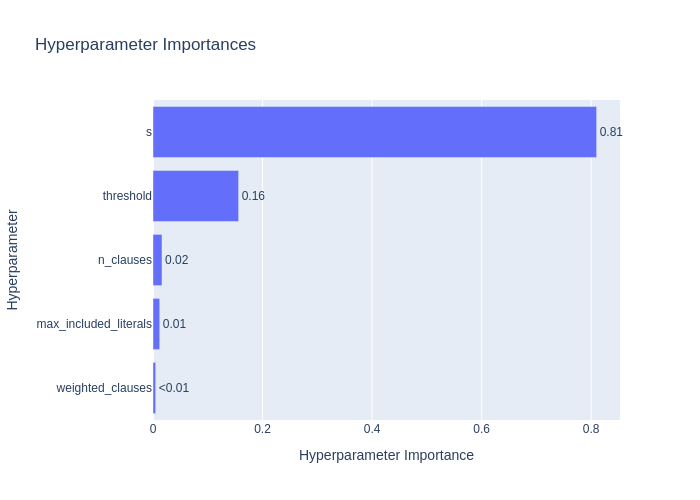 Hyperparameter Importances
s
0.81
threshold
0.16
n_clauses
0.02
max_included_literals
0.01
weighted_clauses
<0.01
0 0.2 0.4 0.6 0.8
Hyperparameter Importance
Hyperparameter